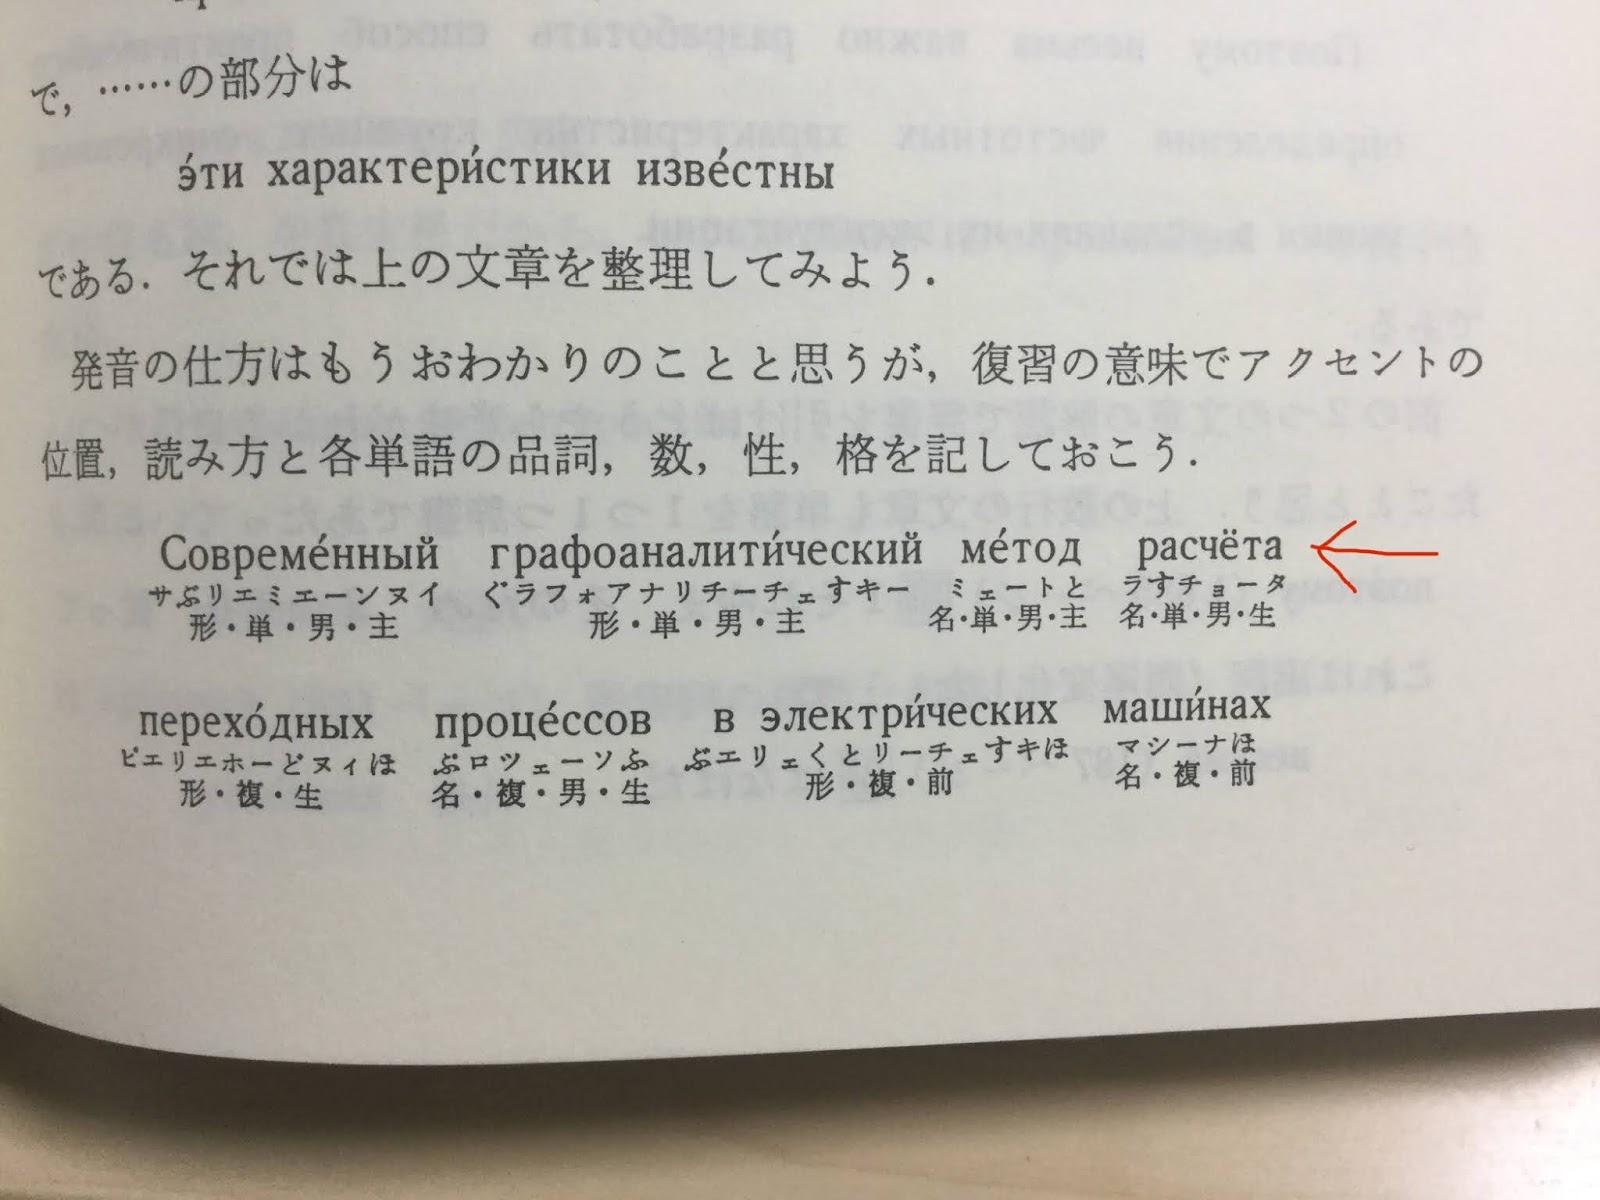 で，……の部分は
э́ти характери́стики изве́стны
である．それでは上の文章を整理してみよう．
発音の仕方はもうおわかりのことと思うが，復習の意味でアクセントの
位置，読み方と各単語の品詞，数，性，格を記しておこう．
Совреме́нный графоаналити́ческий ме́тод расчёта
サぶリエミエーンヌイ ぐラフォアナリチーチェすキー ミェートと ラすチョータ
形・単・男・主 形・単・男・主 名・単・男・主 名・単・男・生
перехо́дных проце́ссов в электри́ческих маши́нах
ピエリエホーどヌィほ ぷロツェーソふ ぶエリェくとリーチェすキほ マシーナほ
形・複・生 名・複・男・生 形・複・前 名・複・前